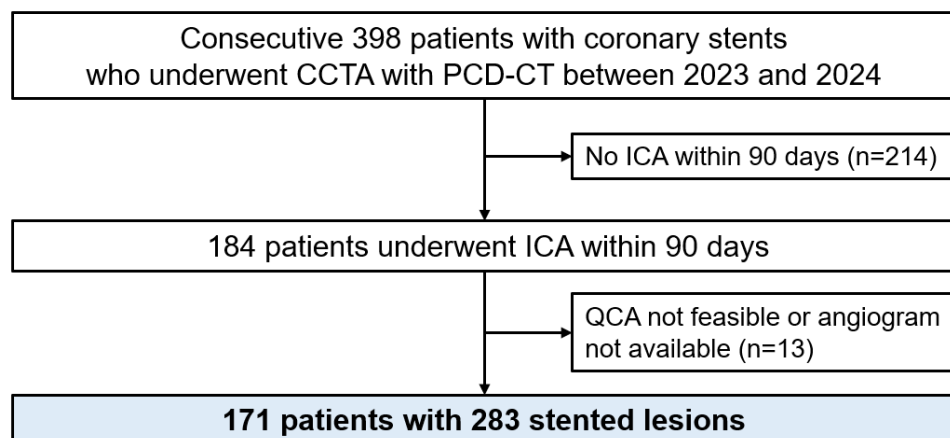 Consecutive 398 patients with coronary stents
who underwent CCTA with PCD-CT between 2023 and 2024
No ICA within 90 days (n=214)
184 patients underwent ICA within 90 days
QCA not feasible or angiogram
not available (n=13)
171 patients with 283 stented lesions